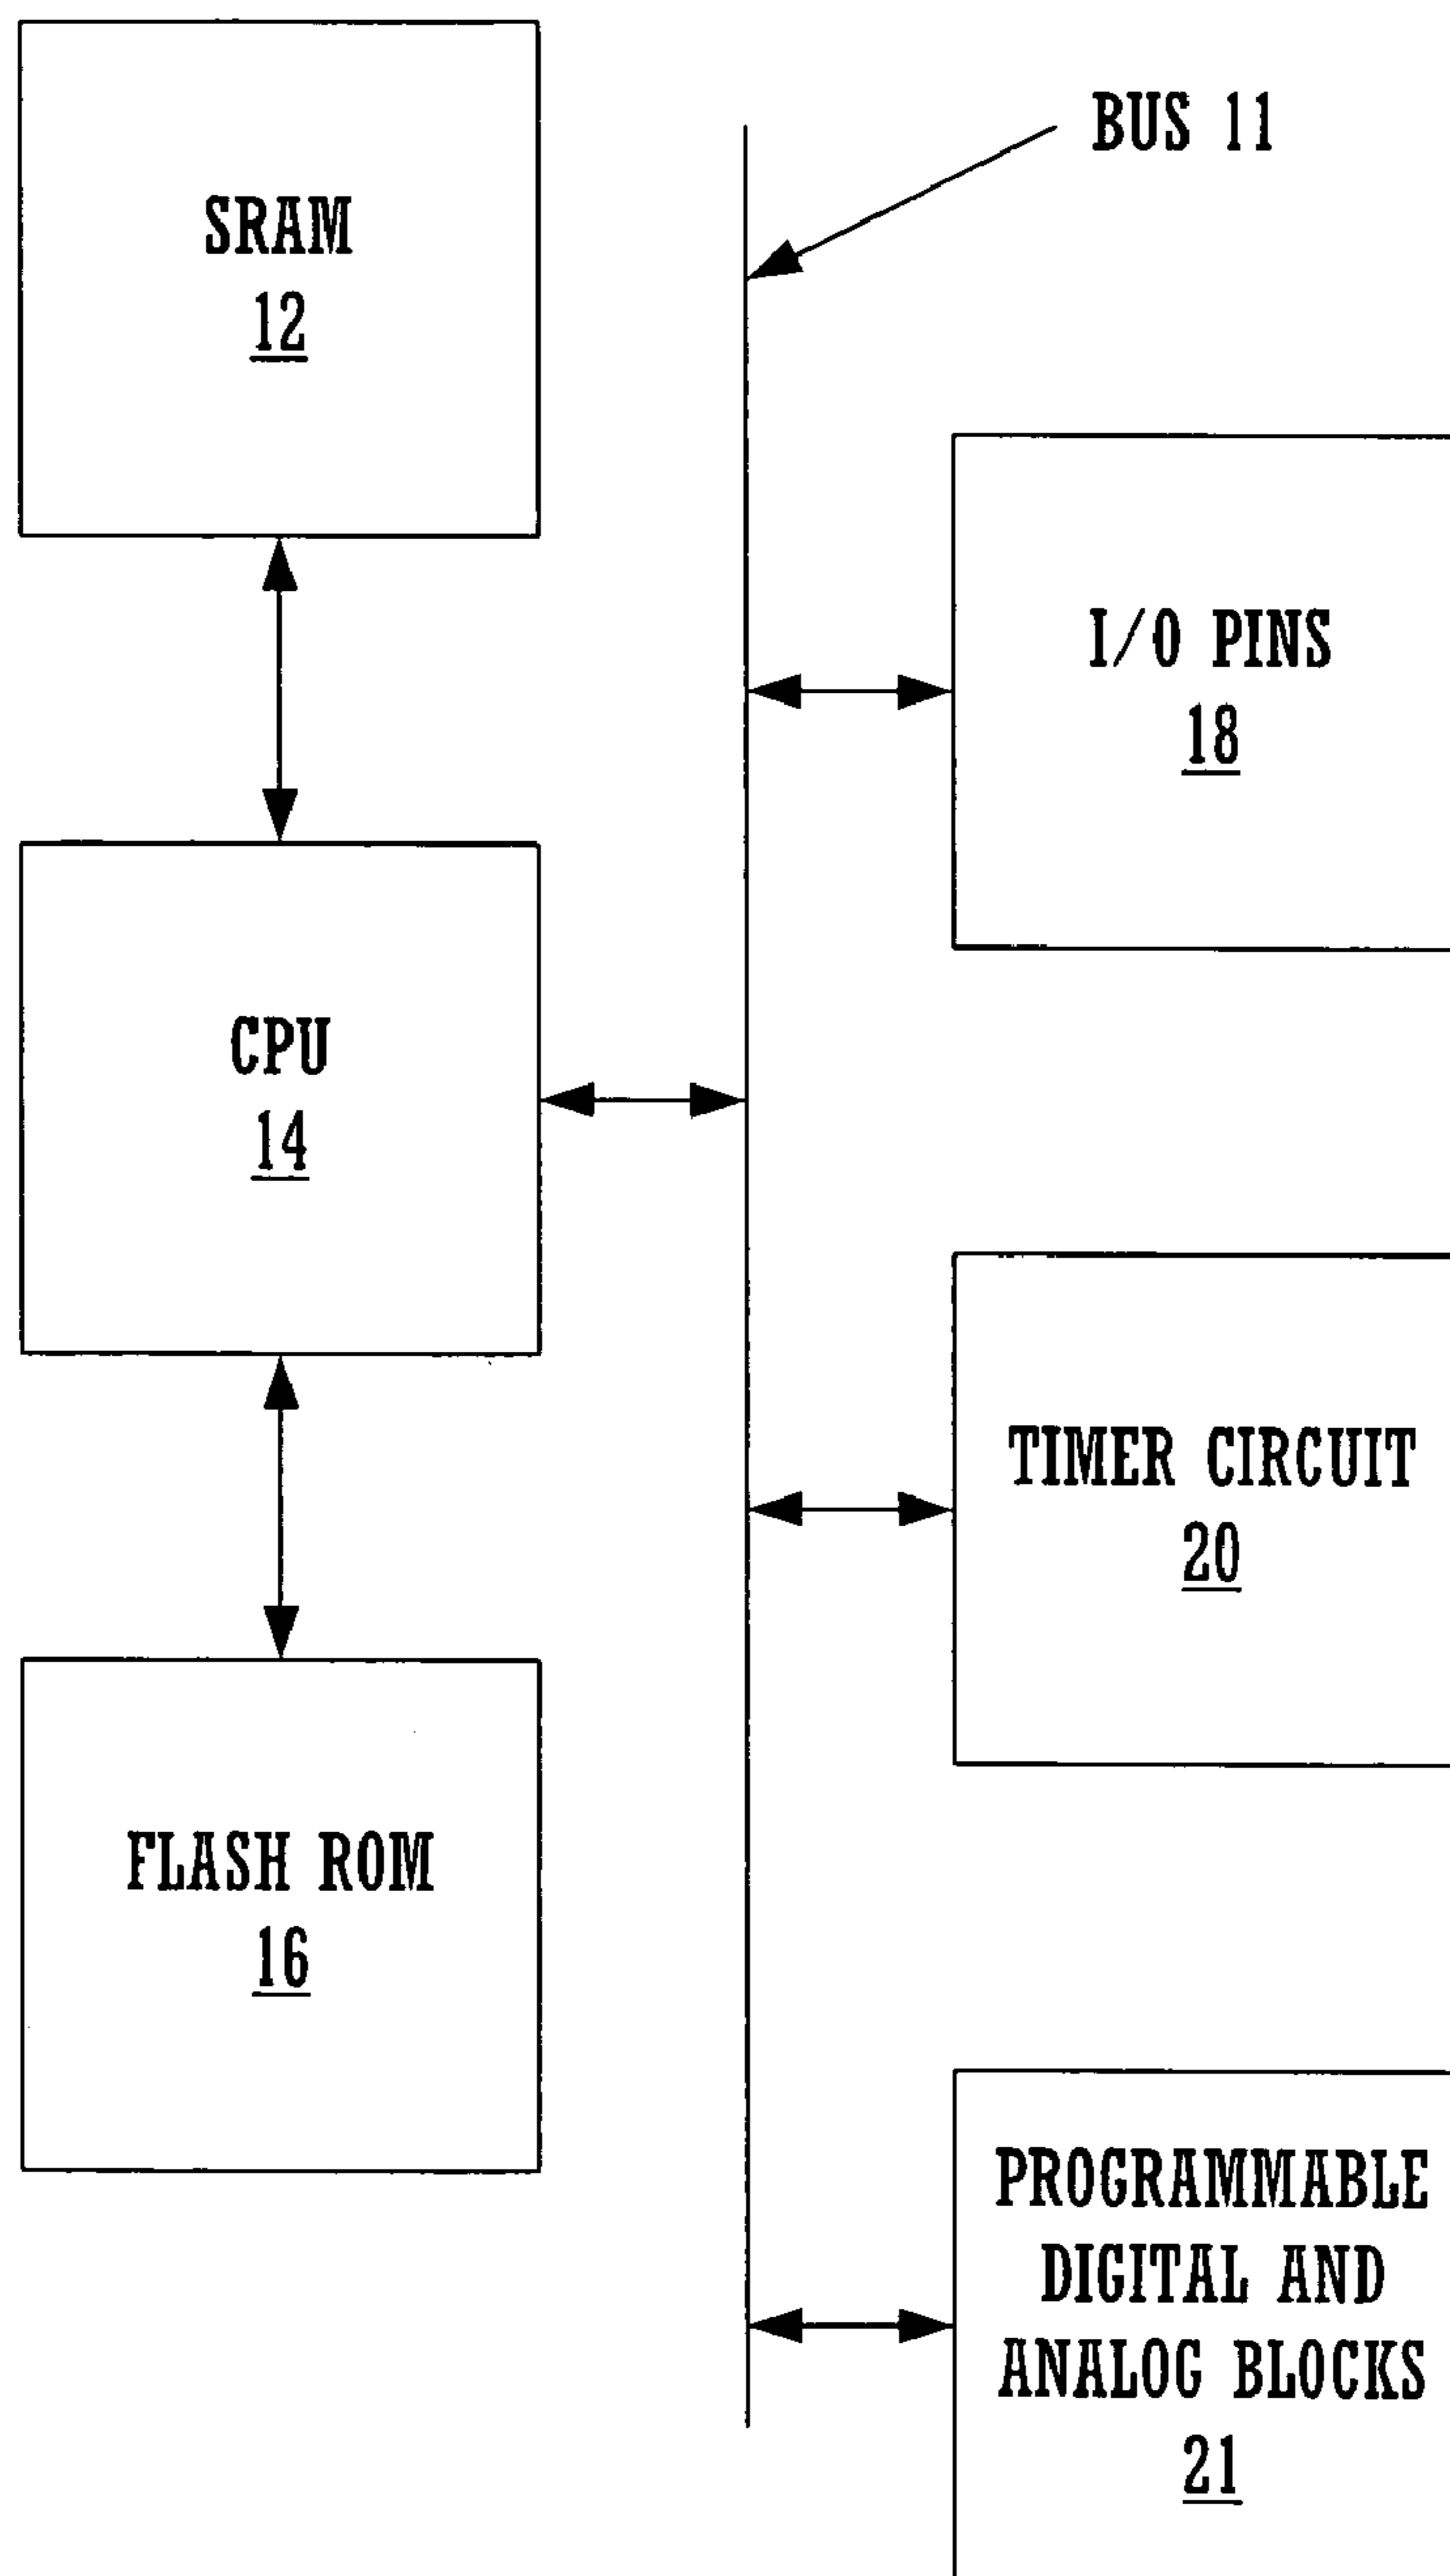 SRAM
12
BUS 11
I/O PINS
18
CPU
14
TIMER CIRCUIT
20
FLASH ROM
16
PROGRAMMABLE
DIGITAL AND
ANALOG BLOCKS
21